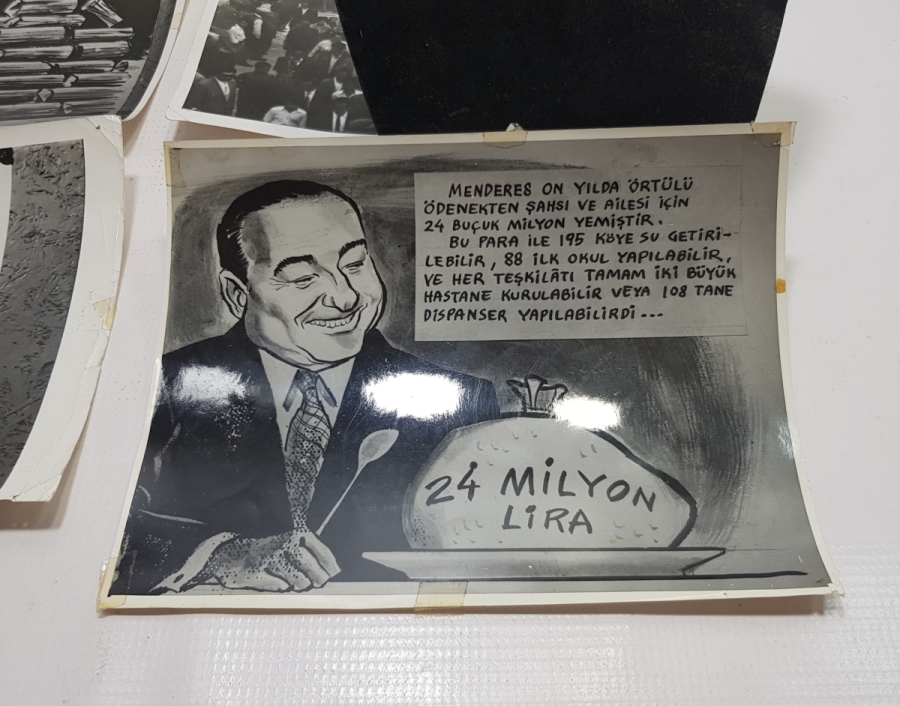 MENDERES ON YILDA ÖRTÜLÜ
ÖDENEKTEN ŞAHSI VE AİLESİ İÇİN
24 BUÇUK MİLYON YEMİŞTİR.
BU PARA İLE 195 KÖYE SU GETİRİ-
LEBİLİR, 88 İLK OKUL YAPILABİLİR,
VE HER TEŞKİLÂTI TAMAM İKİ BÜYÜK
HASTANE KURULABİLİR VEYA 108 TANE
DİSPANSER YAPILABİLİRDİ...
24 MİLYON
LİRA